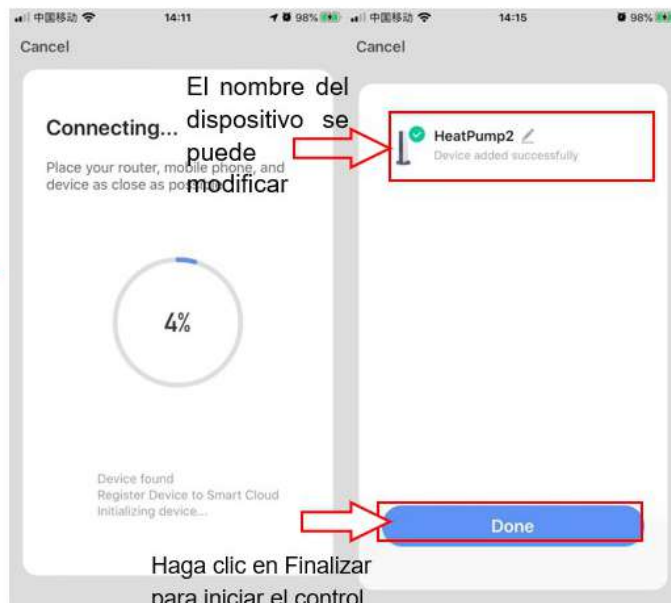 中国移动 14:11 98%
Cancel
El nombre del
dispositivo se
puede
modificar
Connecting...
Place your router, mobile phone, and
device as close as possible
4%
Device found
Register Device to Smart Cloud
Initializing device...
中国移动 14:15 98%
Cancel
HeatPump2
Device added successfully
Done
Haga clic en Finalizar
para iniciar el control